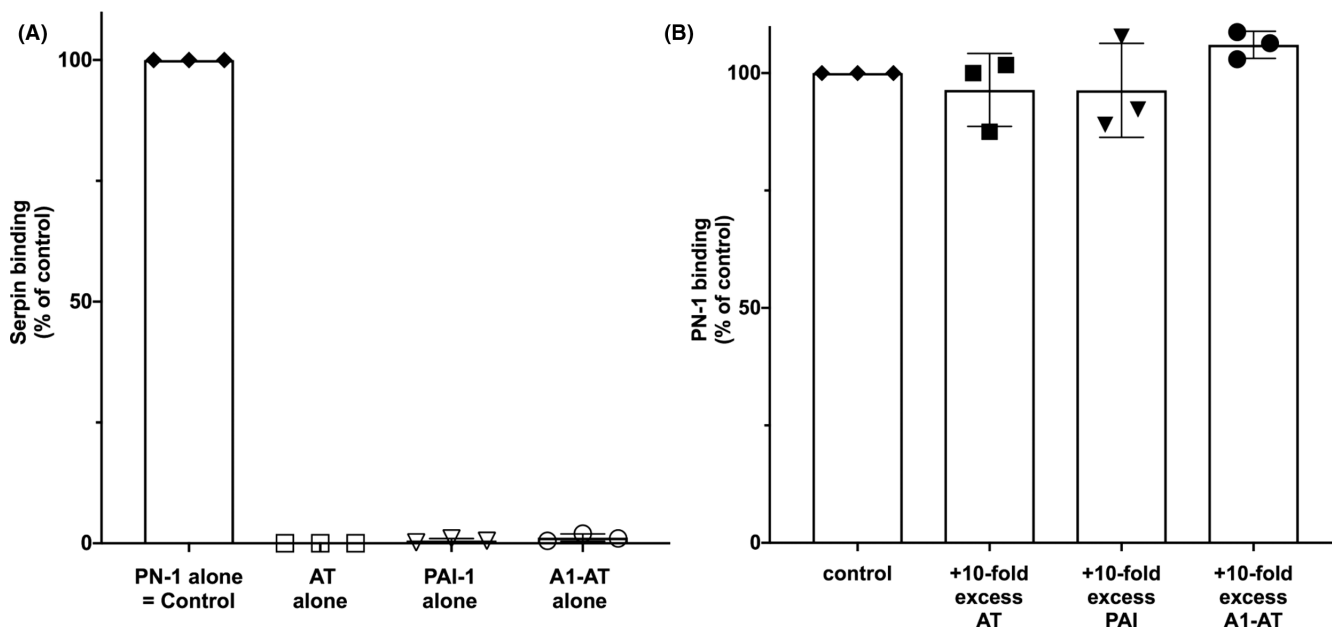 (A)
Serpin binding
(% of control)
100
50
0
PN-1 alone
= Control
AT
alone
PAI-1
alone
A1-AT
alone
(B)
PN-1 binding
(% of control)
100
50
0
control
+10-fold
excess
AT
+10-fold
excess
PAI
+10-fold
excess
A1-AT